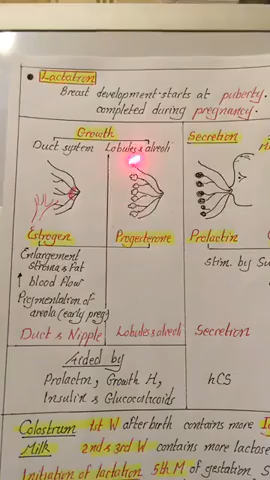 Lactation
Breast development starts at puberty.
completed during pregnancy.
Growth
Duct system Lobules & alveoli
Secretion
Estrogen
Progesterone
Prolactin
Enlargement
Stroma & Fat
↑ blood flow
Pigmentation of
areola (early preg)
stim. by Su
Duct & Nipple
Lobules & alveoli
Secretion
Aided by
Prolactin, Growth H,
Insulin & Glucocorticoids
hCS
Colostrum 1st W after birth contains more
Milk 2nd & 3rd W contains more lactose
Initiation of lactation 5th M of gestation